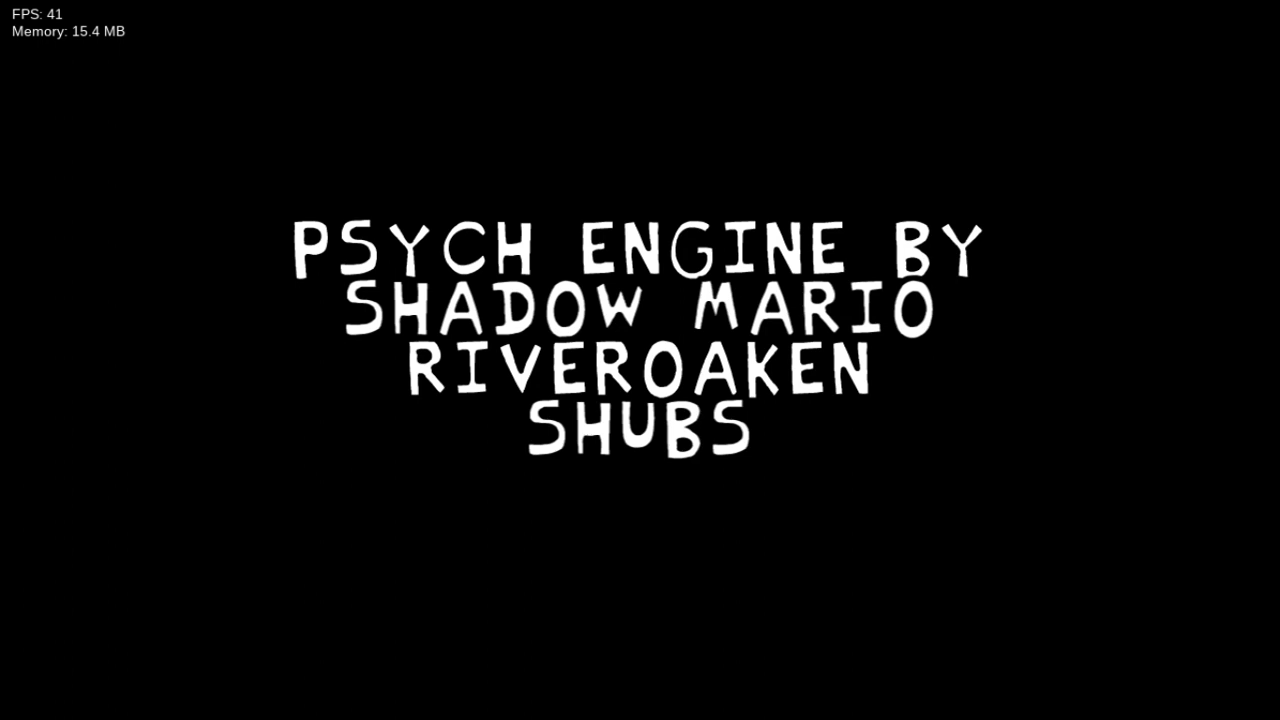 FPS: 41
Memory: 15.4 MB
PSYCH ENGINE BY
SHADOW MARIO
RIVEROAKEN
SHUBS